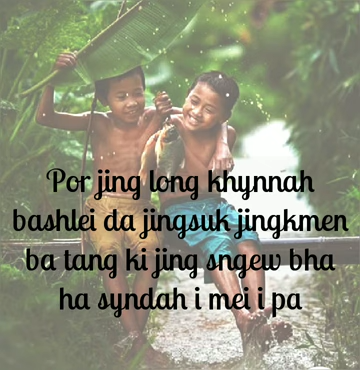 Por jing long khynnah
bashlei da jingsuk jingkmen
ba tang ki jing sngew bha
ha syndah i mei i pa